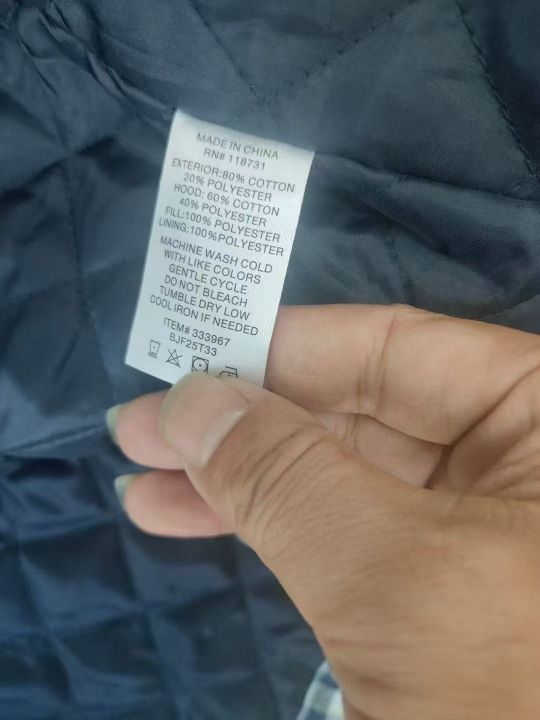 MADE IN CHINA
RN# 118731
EXTERIOR:80% COTTON
20% POLYESTER
HOOD: 60% COTTON
40% POLYESTER
FILL:100% POLYESTER
LINING:100%POLYESTER
MACHINE WASH COLD
WITH LIKE COLORS
GENTLE CYCLE
DO NOT BLEACH
TUMBLE DRY LOW
COOL IRON IF NEEDED
ITEM# 333967
BJF25T33